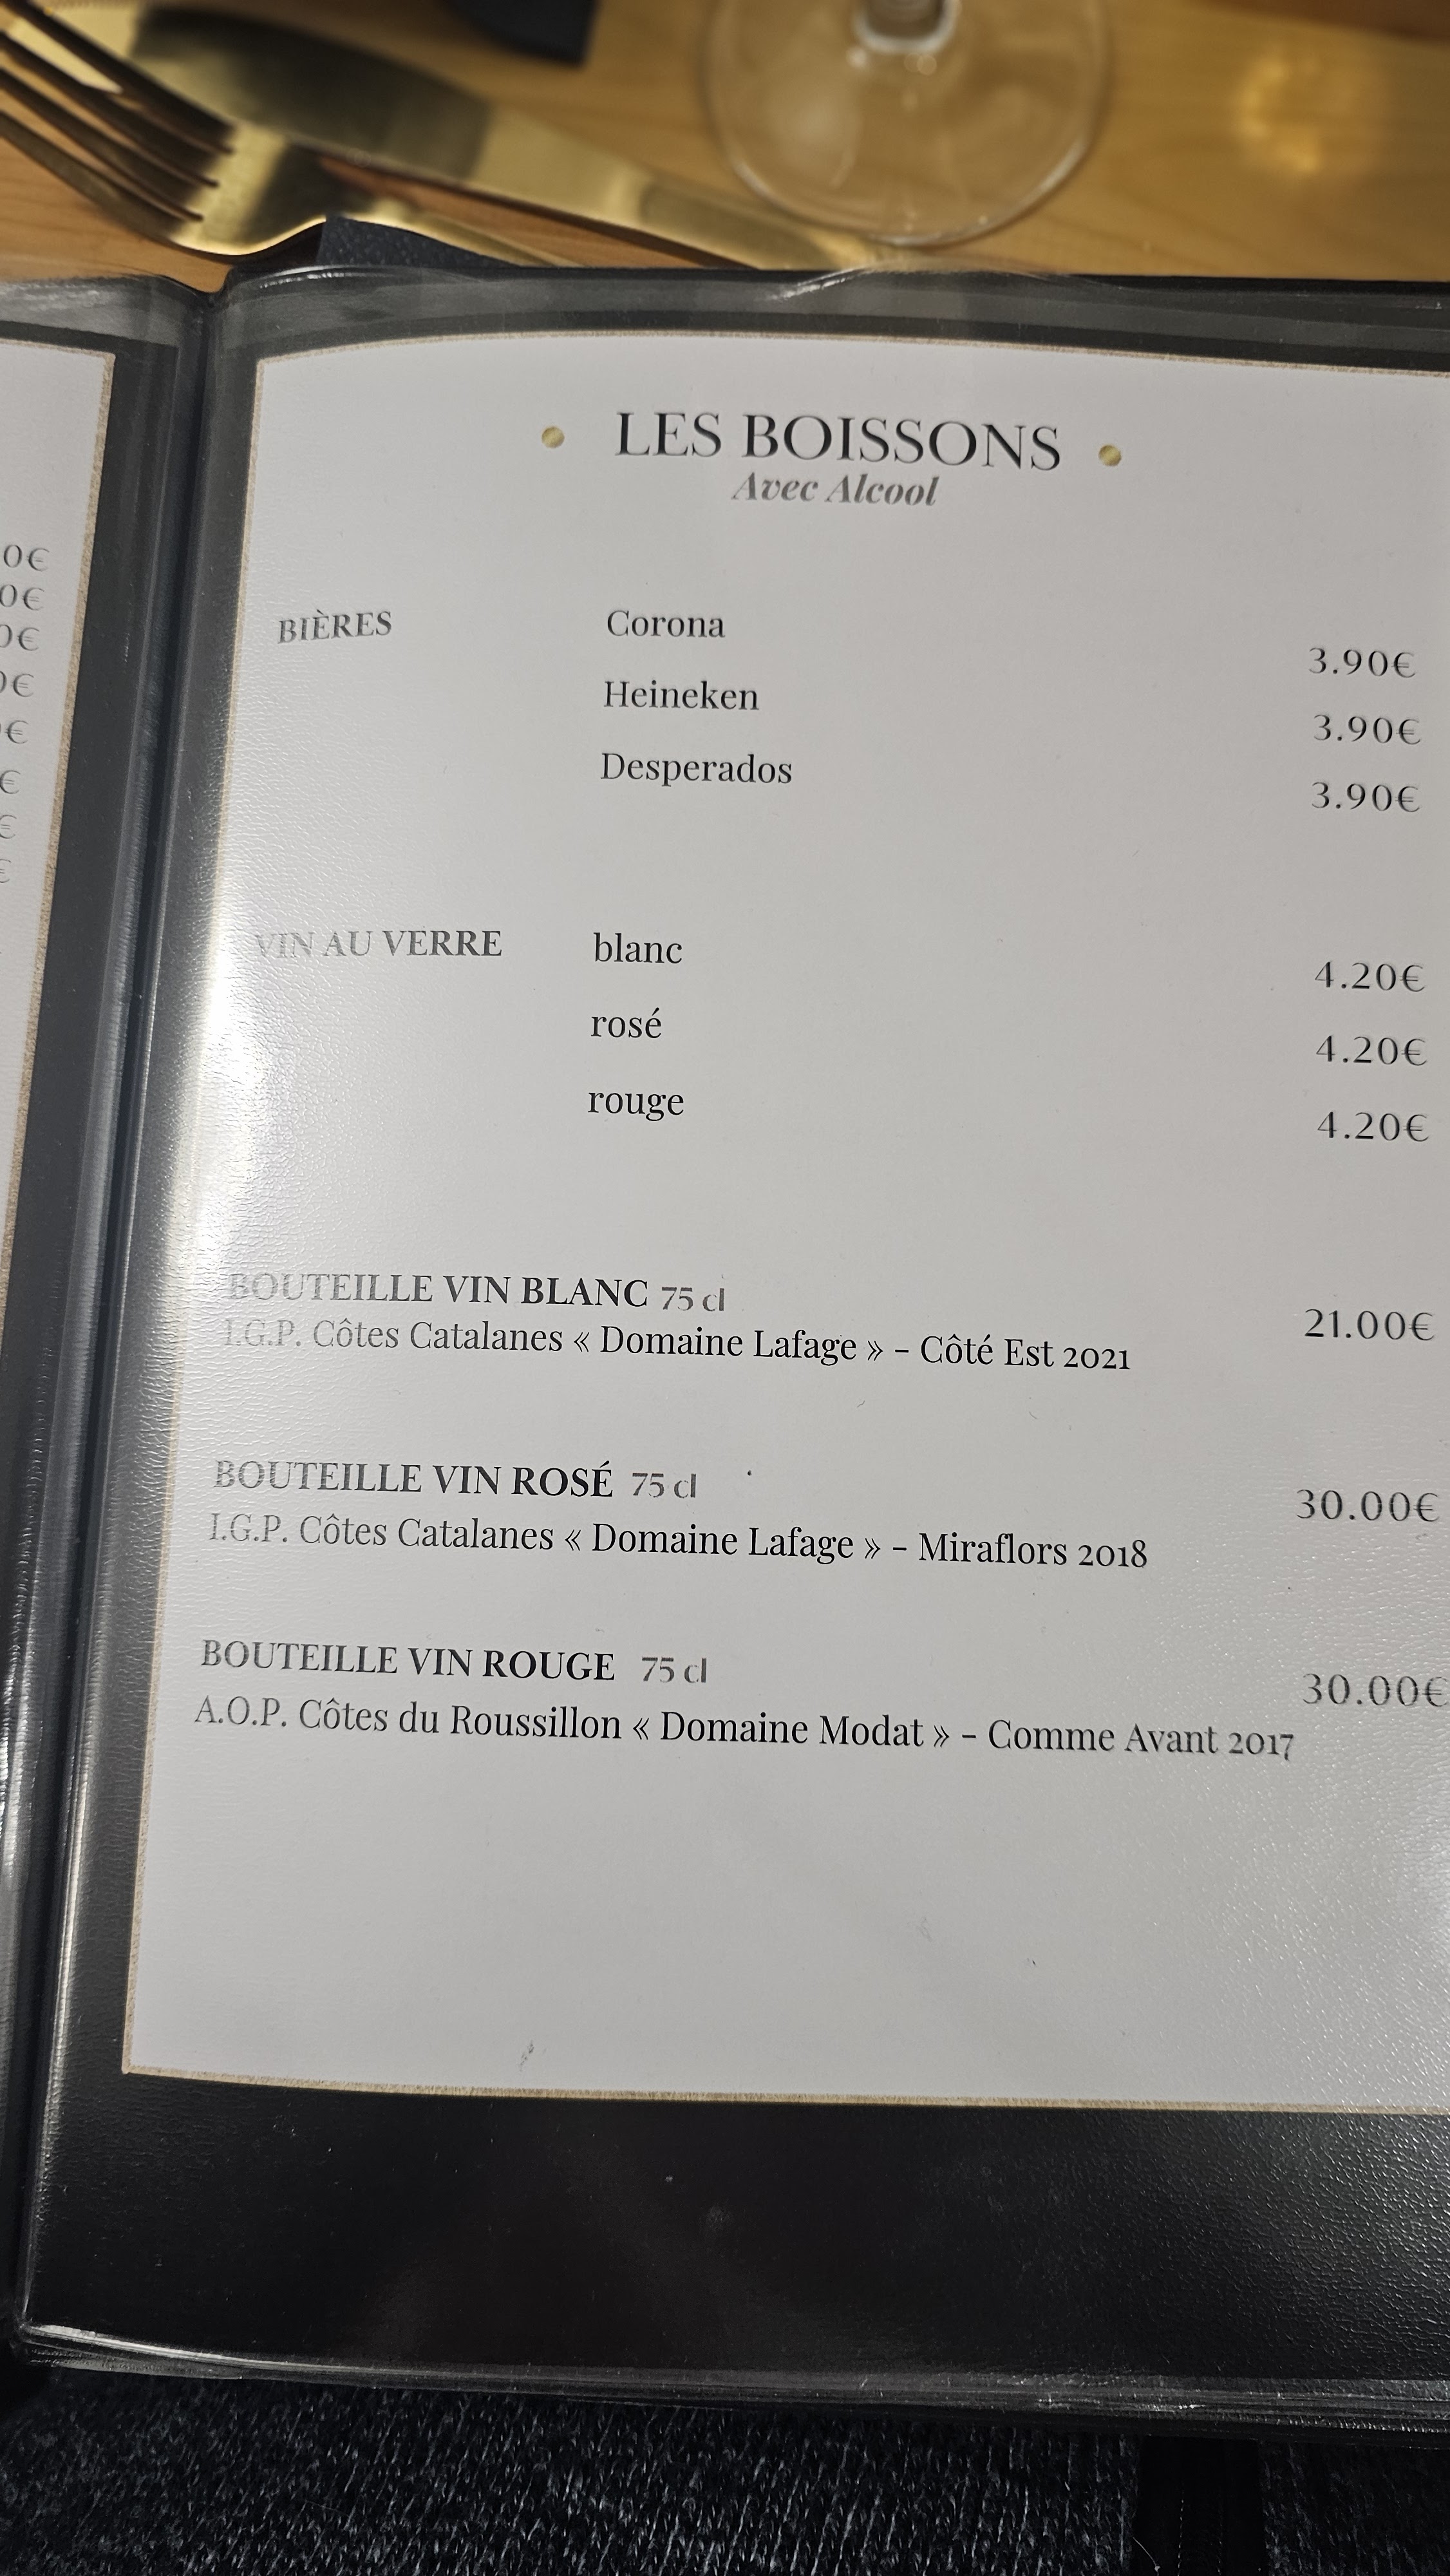 LES BOISSONS
Avec Alcool
BIÈRES Corona 3.90€
Heineken 3.90€
Desperados 3.90€
VIN AU VERRE blanc 4.20€
rosé 4.20€
rouge 4.20€
BOUTEILLE VIN BLANC 75 cl 21.00€
I.G.P. Côtes Catalanes « Domaine Lafage » - Côté Est 2021
BOUTEILLE VIN ROSÉ 75 cl 30.00€
I.G.P. Côtes Catalanes « Domaine Lafage » - Miraflors 2018
BOUTEILLE VIN ROUGE 75 cl 30.00€
A.O.P. Côtes du Roussillon « Domaine Modat » - Comme Avant 2017